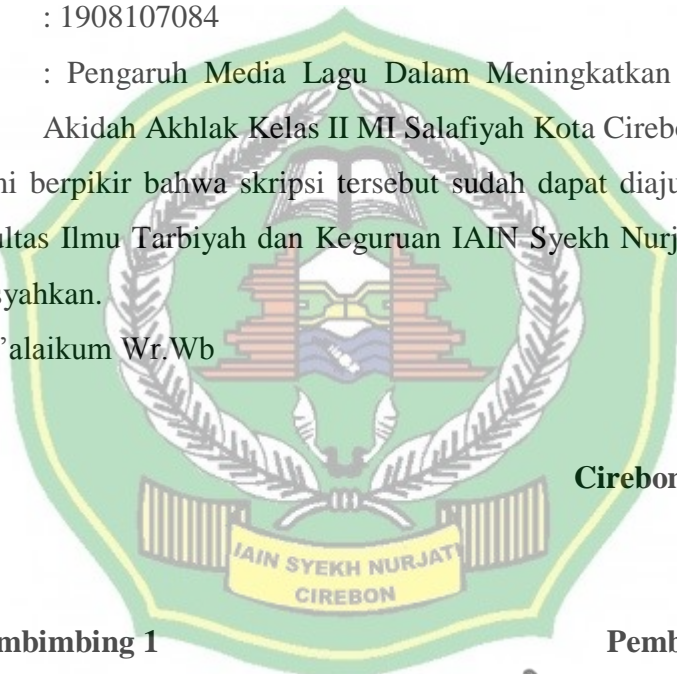 : 1908107084
: Pengaruh Media Lagu Dalam Meningkatkan
Akidah Akhlak Kelas II MI Salafiyah Kota Cirebo
ni berpikir bahwa skripsi tersebut sudah dapat diaju
ultas Ilmu Tarbiyah dan Keguruan IAIN Syekh Nurj
syahkan.
'alaikum Wr.Wb
Cirebon
IAIN SYEKH NURJATI
CIREBON
mbimbing 1 Pemb